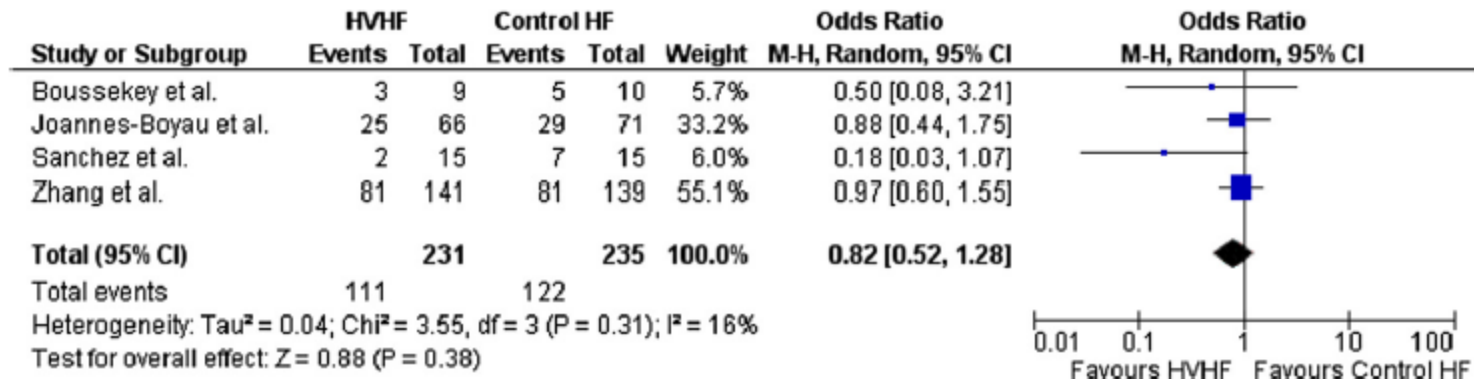 HVHF Control HF Odds Ratio Odds Ratio
Study or Subgroup Events Total Events Total Weight M-H, Random, 95% CI M-H, Random, 95% CI
Boussekey et al. 3 9 5 10 5.7% 0.50 [0.08, 3.21]
Joannes-Boyau et al. 25 66 29 71 33.2% 0.88 [0.44, 1.75]
Sanchez et al. 2 15 7 15 6.0% 0.18 [0.03, 1.07]
Zhang et al. 81 141 81 139 55.1% 0.97 [0.60, 1.55]
Total (95% CI) 231 235 100.0% 0.82 [0.52, 1.28]
Total events 111 122
Heterogeneity: Tau² = 0.04; Chi² = 3.55, df = 3 (P = 0.31); I² = 16%
Test for overall effect: Z = 0.88 (P = 0.38)
0.01 0.1 1 10 100
Favours HVHF Favours Control HF